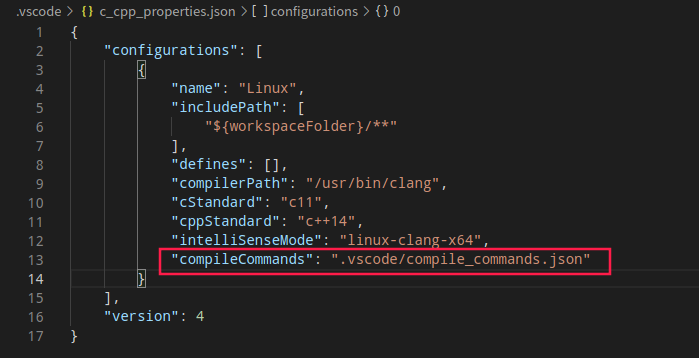 .vscode > {} c_cpp_properties.json > [ ] configurations > {} 0
1 {
2     "configurations": [
3         {
4             "name": "Linux",
5             "includePath": [
6                 "${workspaceFolder}/**"
7             ],
8             "defines": [],
9             "compilerPath": "/usr/bin/clang",
10             "cStandard": "c11",
11             "cppStandard": "c++14",
12             "intelliSenseMode": "linux-clang-x64",
13             "compileCommands": ".vscode/compile_commands.json"
14         }
15     ],
16     "version": 4
17 }